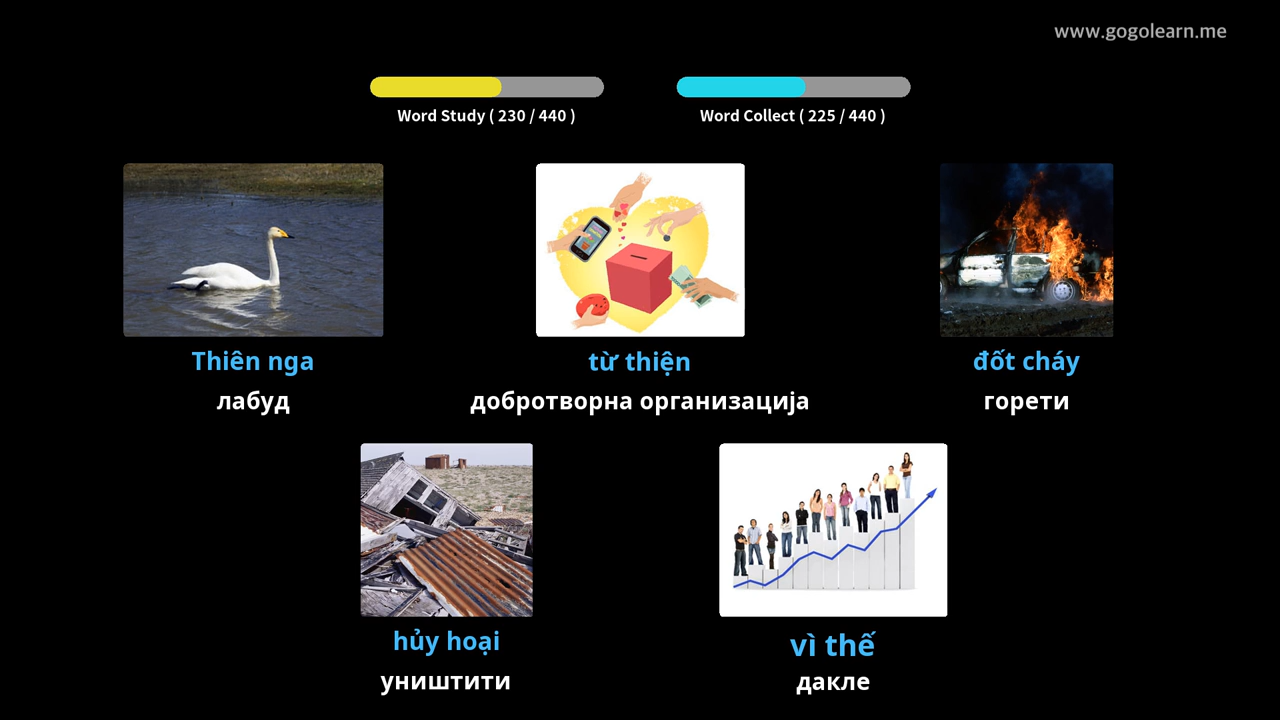 www.gogolearn.me
Word Study ( 230 / 440 )
Word Collect ( 225 / 440 )
Thiên nga
từ thiện
đốt cháy
лабуд
добротворна организација
горети
hủy hoại
vì thế
уништити
дакле